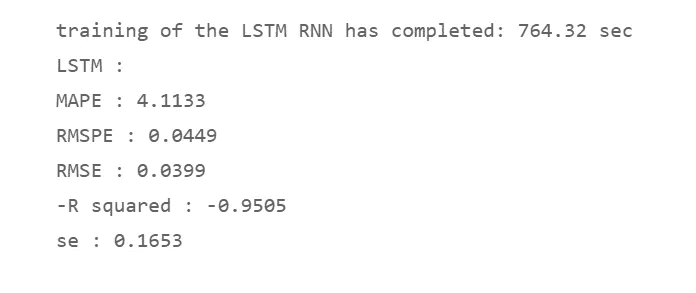 training of the LSTM RNN has completed: 764.32 sec
LSTM :
MAPE : 4.1133
RMSPE : 0.0449
RMSE : 0.0399
-R squared : -0.9505
se : 0.1653